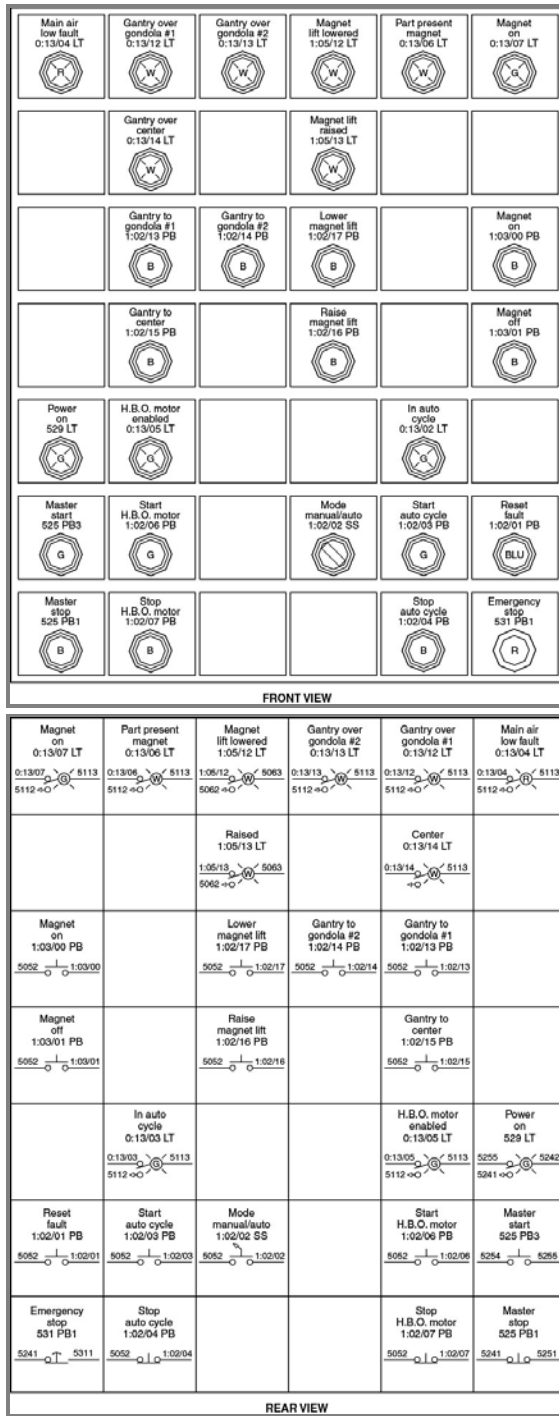 Main air
low fault
0:13/04 LT
R
Gantry over
gondola #1
0:13/12 LT
W
Gantry over
gondola #2
0:13/13 LT
W
Magnet
lift lowered
1:05/12 LT
W
Part present
magnet
0:13/06 LT
W
Magnet
on
0:13/07 LT
G
Gantry over
center
0:13/14 LT
W
Magnet lift
raised
1:05/13 LT
W
Gantry to
gondola #1
1:02/13 PB
B
Gantry to
gondola #2
1:02/14 PB
B
Lower
magnet lift
1:02/17 PB
B
Magnet
on
1:03/00 PB
B
Gantry to
center
1:02/15 PB
B
Raise
magnet lift
1:02/16 PB
B
Magnet
off
1:03/01 PB
B
Power
on
529 LT
G
H.B.O. motor
enabled
0:13/05 LT
G
In auto
cycle
0:13/02 LT
G
Master
start
525 PB3
G
Start
H.B.O. motor
1:02/06 PB
G
Mode
manual/auto
1:02/02 SS
Start
auto cycle
1:02/03 PB
G
Reset
fault
1:02/01 PB
BLU
Master
stop
525 PB1
B
Stop
H.B.O. motor
1:02/07 PB
B
Stop
auto cycle
1:02/04 PB
B
Emergency
stop
531 PB1
R
FRONT VIEW
Magnet
on
0:13/07 LT
0:13/07 G 5113
5112
Part present
magnet
0:13/06 LT
0:13/06 W 5113
5112
Magnet
lift lowered
1:05/12 LT
1:05/12 W 5063
5062
Gantry over
gondola #2
0:13/13 LT
0:13/13 W 5113
5112
Gantry over
gondola #1
0:13/12 LT
0:13/12 W 5113
5112
Main air
low fault
0:13/04 LT
0:13/04 R 5113
5112
Raised
1:05/13 LT
1:05/13 W 5063
5062
Center
0:13/14 LT
0:13/14 W 5113
Magnet
on
1:03/00 PB
5052 1:03/00
Lower
magnet lift
1:02/17 PB
5052 1:02/17
Gantry to
gondola #2
1:02/14 PB
5052 1:02/14
Gantry to
gondola #1
1:02/13 PB
5052 1:02/13
Magnet
off
1:03/01 PB
5052 1:03/01
Raise
magnet lift
1:02/16 PB
5052 1:02/16
Gantry to
center
1:02/15 PB
5052 1:02/15
In auto
cycle
0:13/03 LT
0:13/03 G 5113
5112
H.B.O. motor
enabled
0:13/05 LT
0:13/05 G 5113
5112
Power
on
529 LT
5255 G 5242
5241
Reset
fault
1:02/01 PB
5052 1:02/01
Start
auto cycle
1:02/03 PB
5052 1:02/03
Mode
manual/auto
1:02/02 SS
5052 1:02/02
Start
H.B.O. motor
1:02/06 PB
5052 1:02/06
Master
start
525 PB3
5254 5255
Emergency
stop
531 PB1
5241 5311
Stop
auto cycle
1:02/04 PB
5052 1:02/04
Stop
H.B.O. motor
1:02/07 PB
5052 1:02/07
Master
stop
525 PB1
5241 5251
REAR VIEW